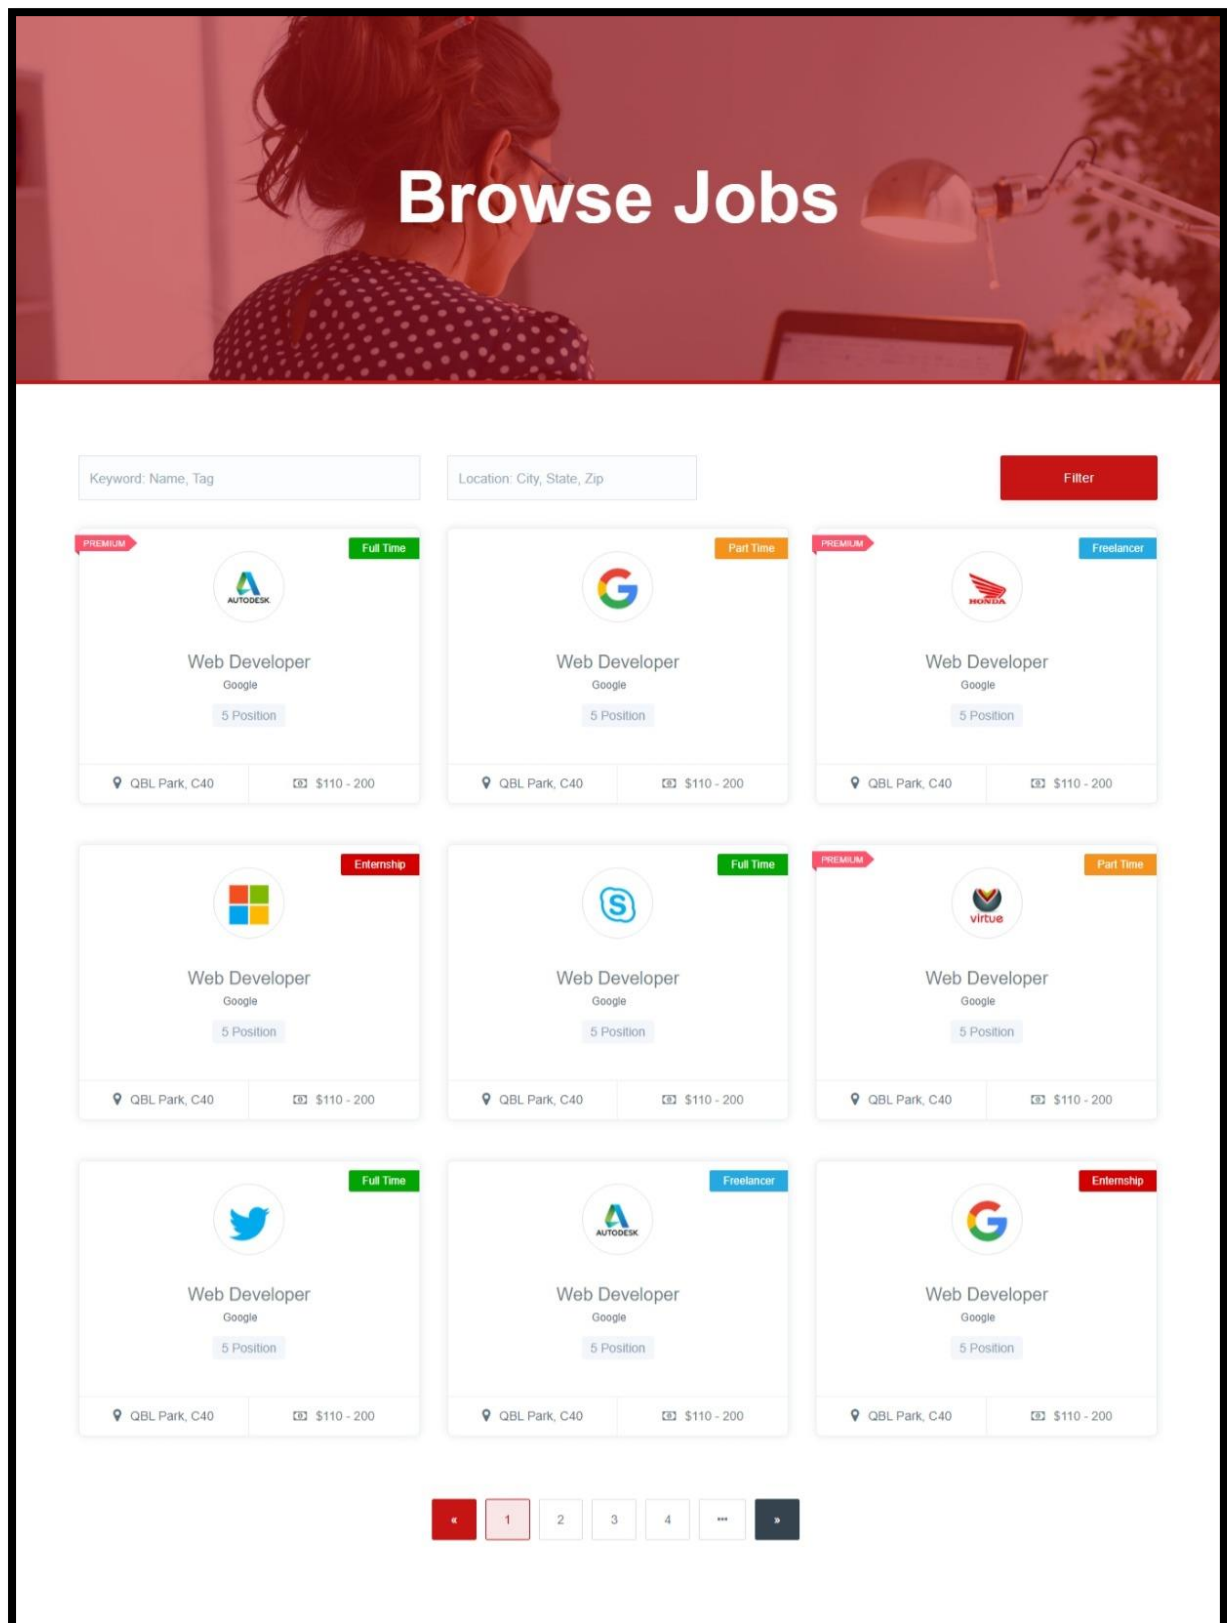 Browse Jobs
Keyword: Name, Tag
Location: City, State, Zip
Filter
PREMIUM
Full Time
AUTODESK
Web Developer
Google
5 Position
QBL Park, C40
$110 - 200
Part Time
G
Web Developer
Google
5 Position
QBL Park, C40
$110 - 200
PREMIUM
Freelancer
HONDA
Web Developer
Google
5 Position
QBL Park, C40
$110 - 200
Enternship
Web Developer
Google
5 Position
QBL Park, C40
$110 - 200
Full Time
S
Web Developer
Google
5 Position
QBL Park, C40
$110 - 200
PREMIUM
Part Time
virtue
Web Developer
Google
5 Position
QBL Park, C40
$110 - 200
Full Time
Web Developer
Google
5 Position
QBL Park, C40
$110 - 200
Freelancer
AUTODESK
Web Developer
Google
5 Position
QBL Park, C40
$110 - 200
Enternship
G
Web Developer
Google
5 Position
QBL Park, C40
$110 - 200
« 1 2 3 4 ••• »